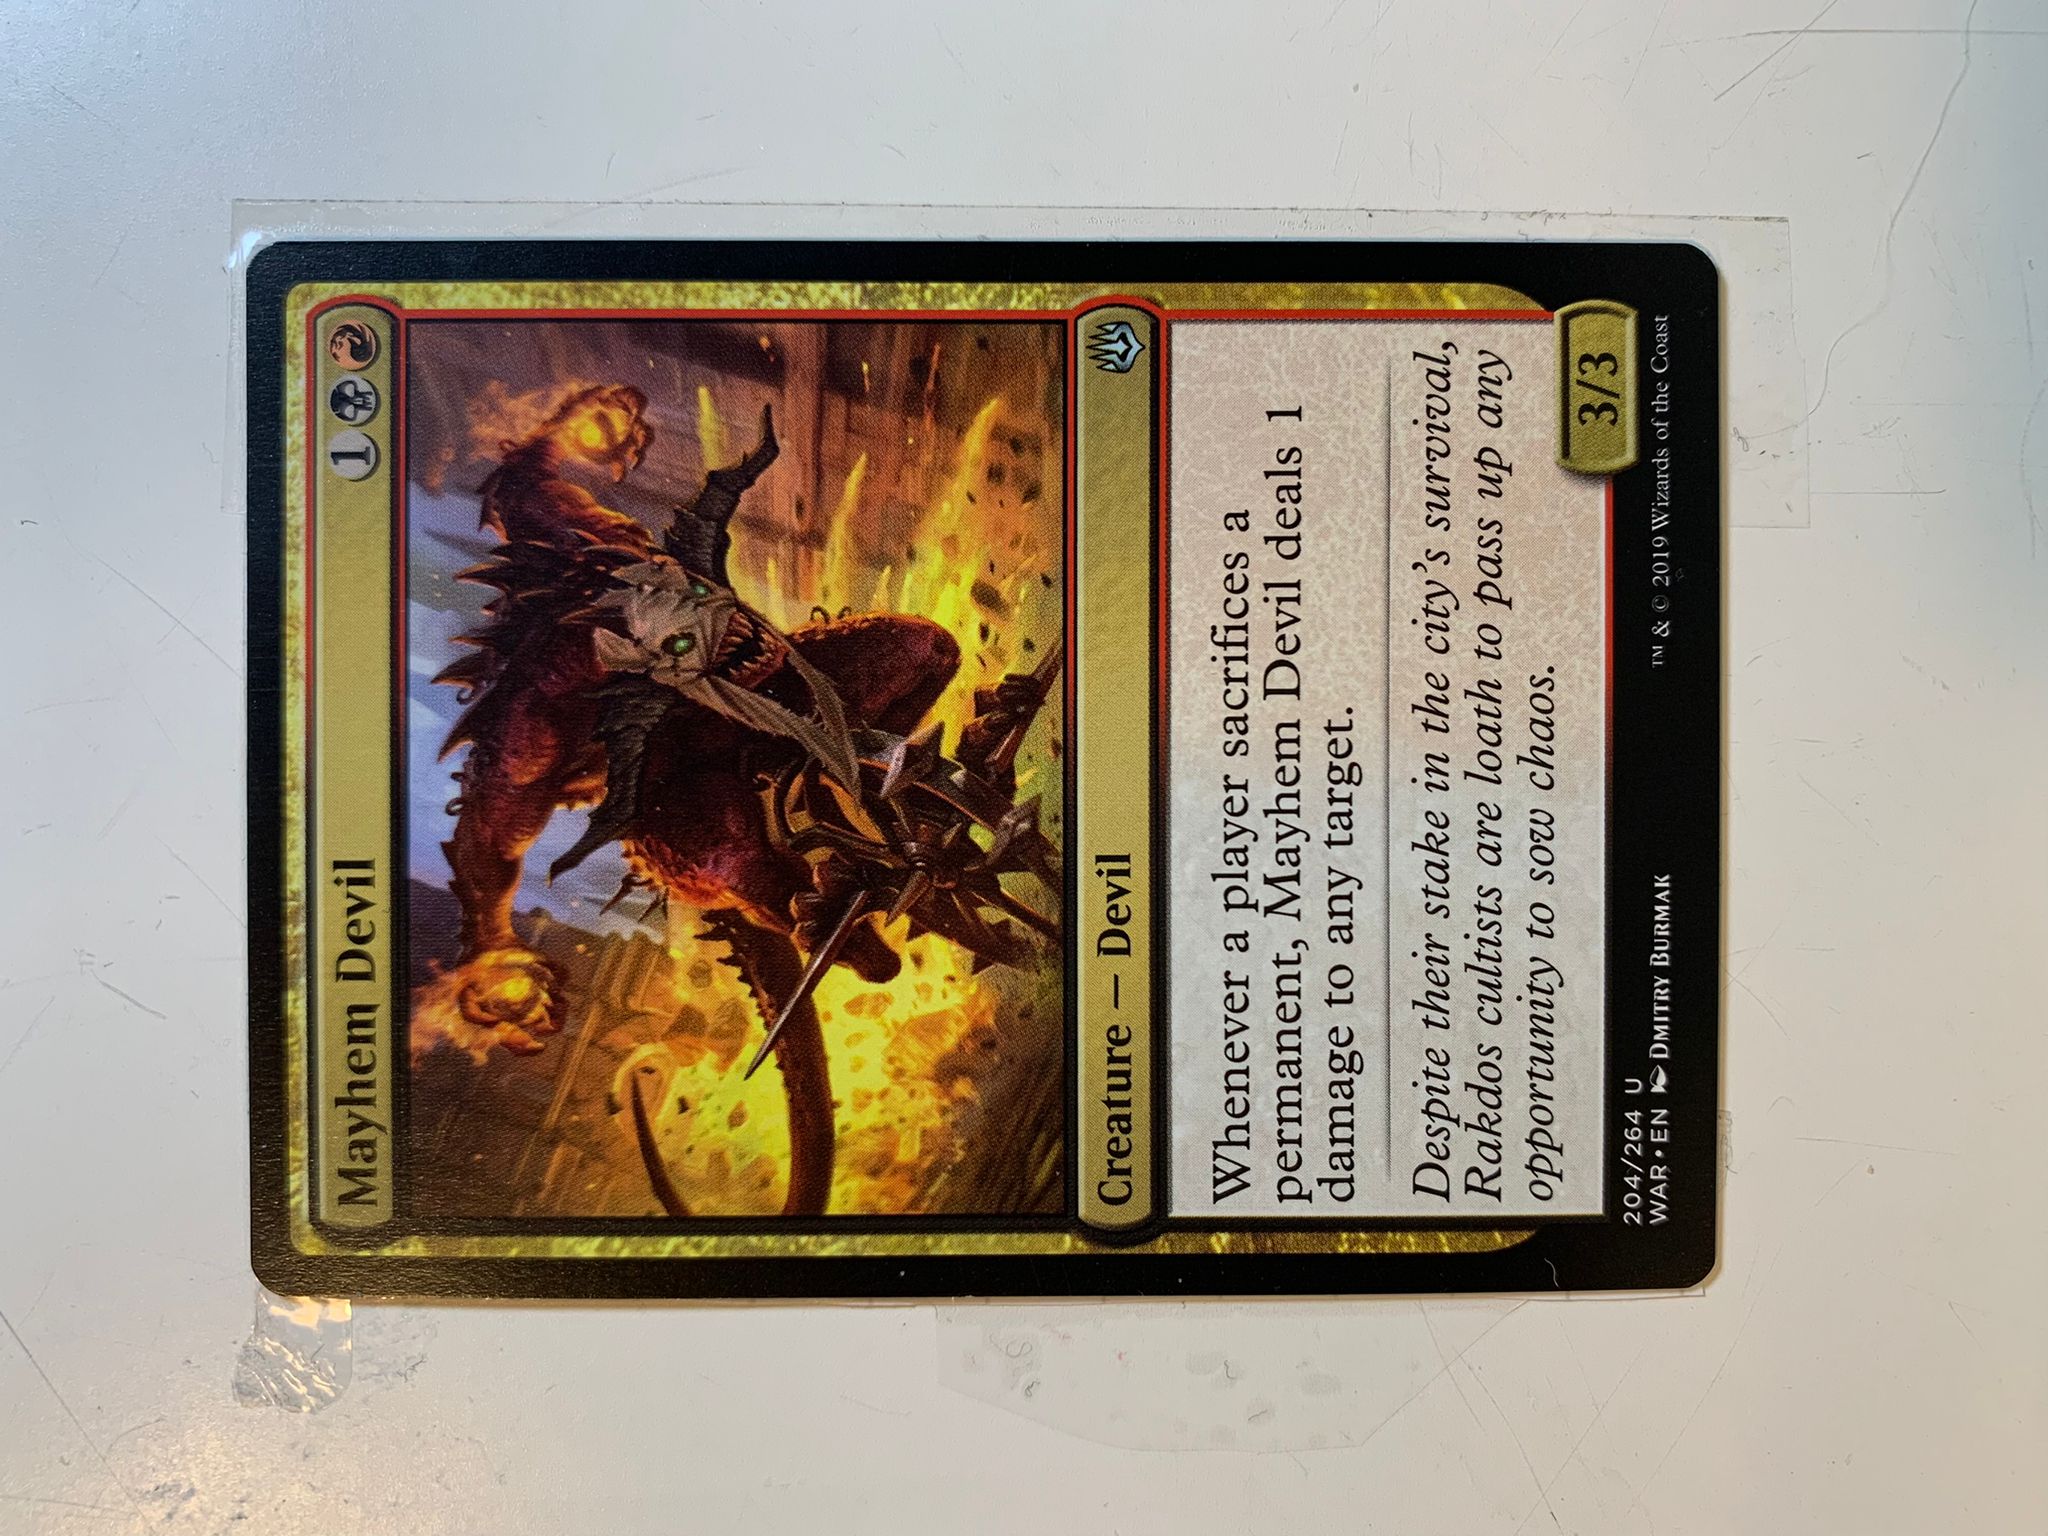 Mayhem Devil 1
Creature — Devil
Whenever a player sacrifices a
permanent, Mayhem Devil deals 1
damage to any target.
Despite their stake in the city's survival,
Rakdos cultists are loath to pass up any
opportunity to sow chaos.
3/3
204/264 U
WAR • EN DMITRY BURMAK
™ & © 2019 Wizards of the Coast